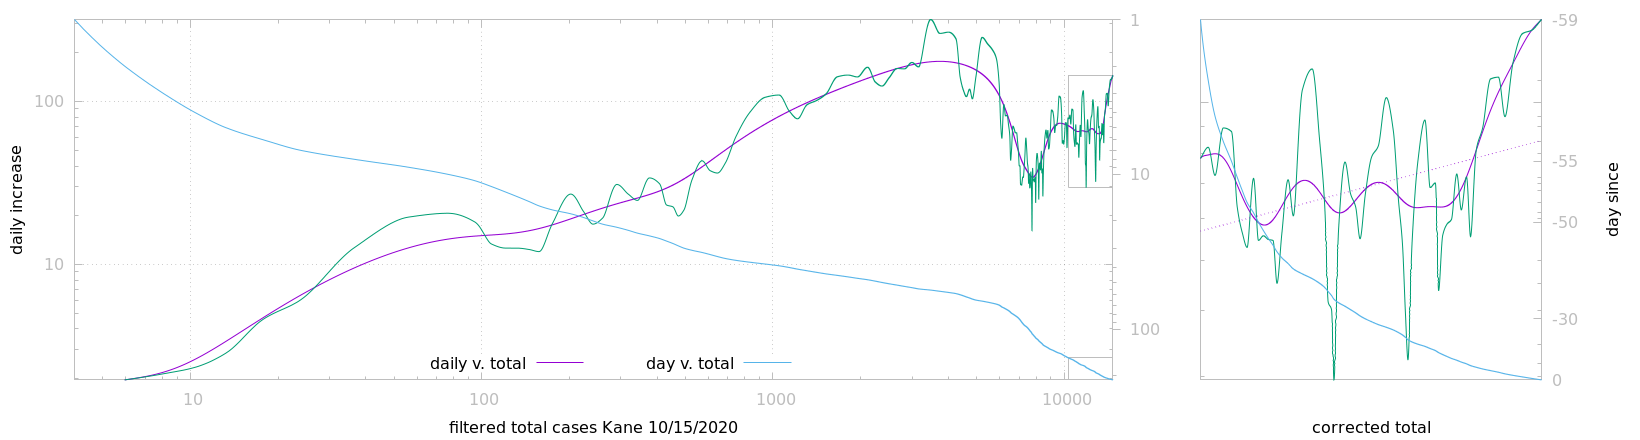 1
-59
100
daily increase
10
-55
day since
-50
10
-30
100
daily v. total
day v. total
0
10
100
1000
10000
filtered total cases Kane 10/15/2020
corrected total